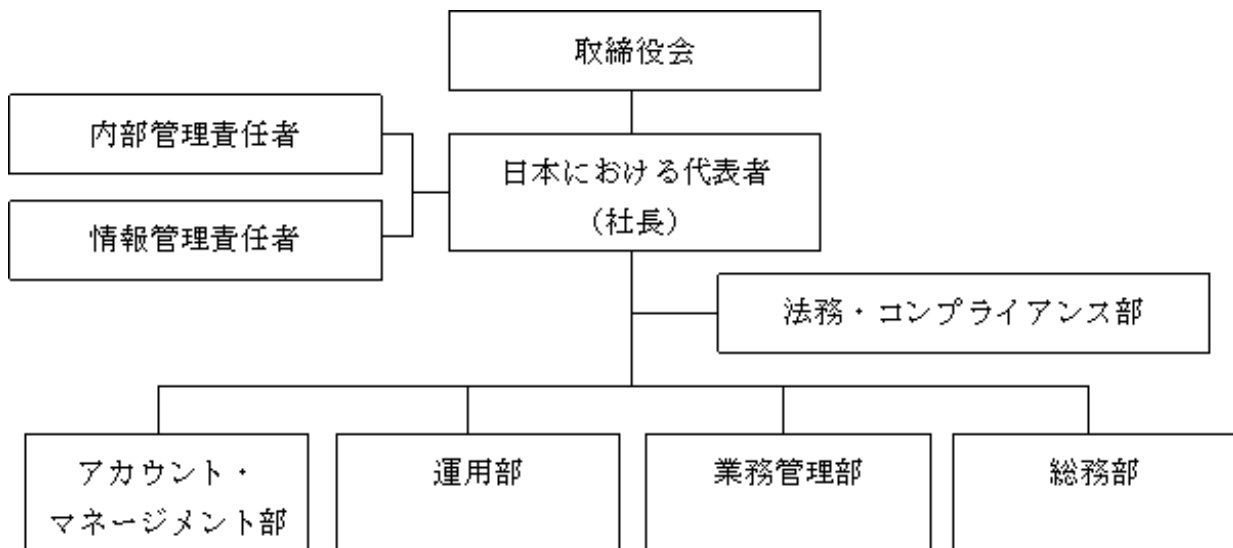 取締役会
内部管理責任者
日本における代表者
（社長）
情報管理責任者
法務・コンプライアンス部
アカウント・
マネージメント部
運用部
業務管理部
総務部